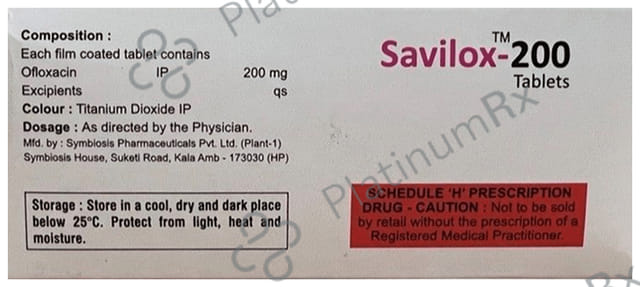 Composition :
Each film coated tablet contains
Ofloxacin IP 200 mg
Excipients qs
Colour : Titanium Dioxide IP
Dosage : As directed by the Physician.
Mfd. by : Symbiosis Pharmaceuticals Pvt. Ltd. (Plant-1)
Symbiosis House, Suketi Road, Kala Amb - 173030 (HP)
Storage : Store in a cool, dry and dark place
below 25°C. Protect from light, heat and
moisture.
Savilox™-200
Tablets
SCHEDULE 'H' PRESCRIPTION
DRUG - CAUTION : Not to be sold
by retail without the prescription of a
Registered Medical Practitioner.
PlatinumRx